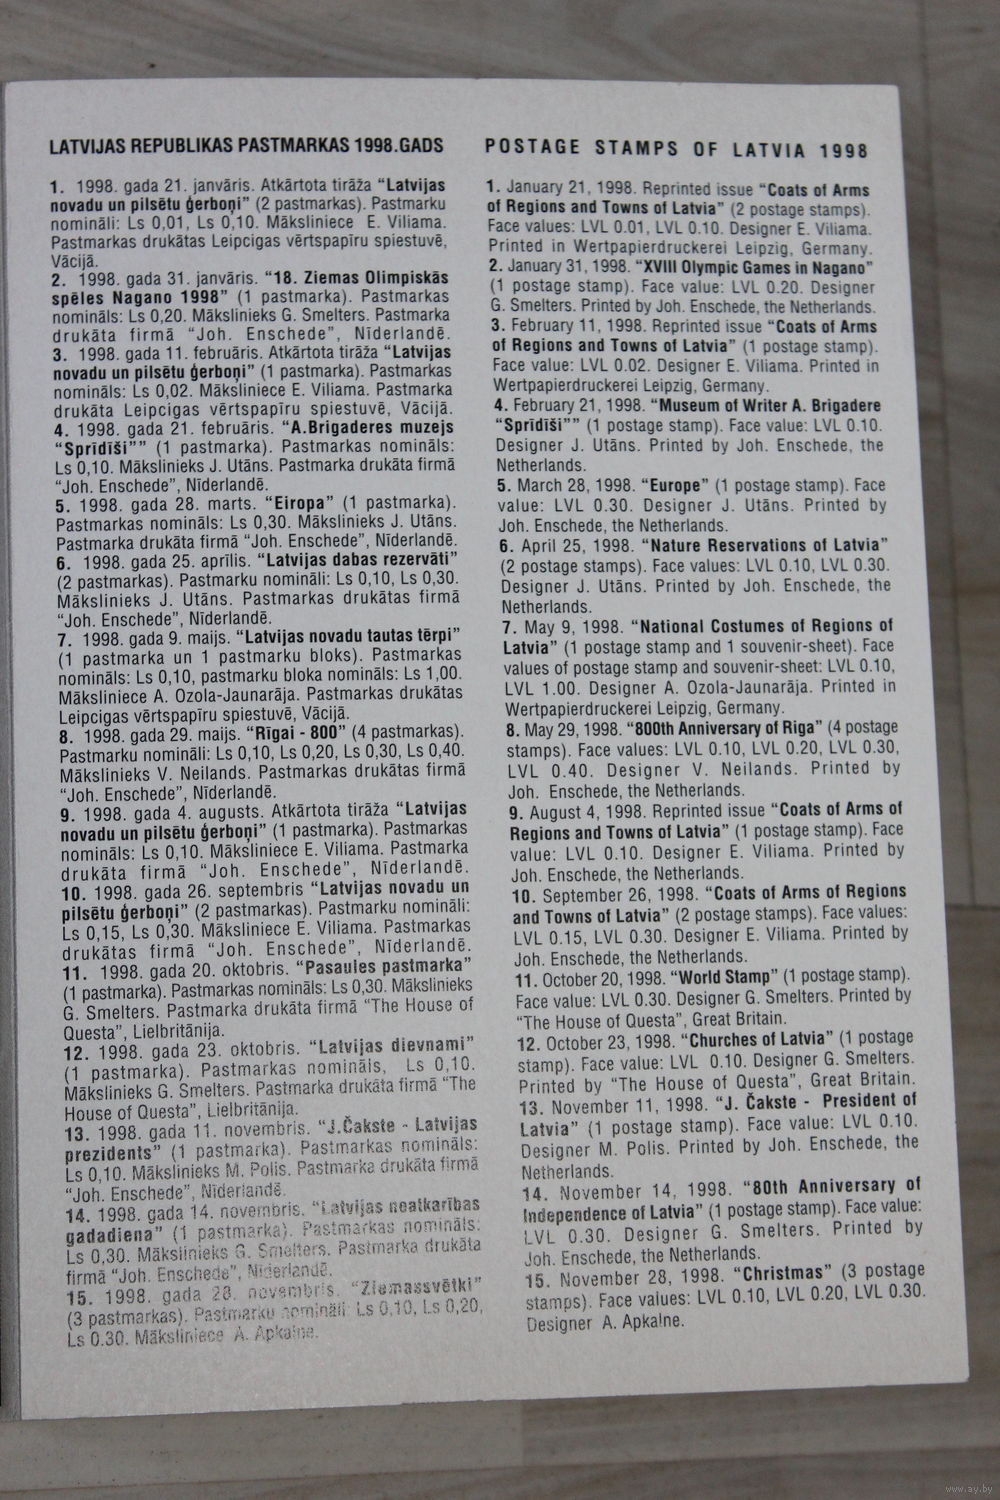 LATVIJAS REPUBLIKAS PASTMARKAS 1998.GADS
1. 1998. gada 21. janvāris. Atkārtota tirāža “Latvijas
novadu un pilsētu ģerboņi” (2 pastmarkas). Pastmarku
nomināli: Ls 0,01, Ls 0,10. Māksliniece E. Viliama.
Pastmarkas drukātas Leipcigas vērtspapīru spiestuvē,
Vācijā.
2. 1998. gada 31. janvāris. “18. Ziemas Olimpiskās
spēles Nagano 1998” (1 pastmarka). Pastmarkas
nomināls: Ls 0,20. Mākslinieks G. Smelters. Pastmarka
drukāta firmā “Joh. Enschede”, Nīderlandē.
3. 1998. gada 11. februāris. Atkārtota tirāža “Latvijas
novadu un pilsētu ģerboņi” (1 pastmarka). Pastmarkas
nomināls: Ls 0,02. Māksliniece E. Viliama. Pastmarka
drukāta Leipcigas vērtspapīru spiestuvē, Vācijā.
4. 1998. gada 21. februāris. “A.Brigaderes muzejs
“Sprīdīši”” (1 pastmarka). Pastmarkas nomināls:
Ls 0,10. Mākslinieks J. Utāns. Pastmarka drukāta firmā
“Joh. Enschede”, Nīderlandē.
5. 1998. gada 28. marts. “Eiropa” (1 pastmarka).
Pastmarkas nomināls: Ls 0,30. Mākslinieks J. Utāns.
Pastmarka drukāta firmā “Joh. Enschede”, Nīderlandē.
6. 1998. gada 25. aprīlis. “Latvijas dabas rezervāti”
(2 pastmarkas). Pastmarku nomināli: Ls 0,10, Ls 0,30.
Mākslinieks J. Utāns. Pastmarkas drukātas firmā
“Joh. Enschede”, Nīderlandē.
7. 1998. gada 9. maijs. “Latvijas novadu tautas tērpi”
(1 pastmarka un 1 pastmarku bloks). Pastmarkas
nomināls: Ls 0,10, pastmarku bloka nomināls: Ls 1,00.
Māksliniece A. Ozola-Jaunarāja. Pastmarkas drukātas
Leipcigas vērtspapīru spiestuvē, Vācijā.
8. 1998. gada 29. maijs. “Rīgai - 800” (4 pastmarkas).
Pastmarku nomināli: Ls 0,10, Ls 0,20, Ls 0,30, Ls 0,40.
Mākslinieks V. Neilands. Pastmarkas drukātas firmā
“Joh. Enschede”, Nīderlandē.
9. 1998. gada 4. augusts. Atkārtota tirāža “Latvijas
novadu un pilsētu ģerboņi” (1 pastmarka). Pastmarkas
nomināls: Ls 0,10. Māksliniece E. Viliama. Pastmarka
drukāta firmā “Joh. Enschede”, Nīderlandē.
10. 1998. gada 26. septembris “Latvijas novadu un
pilsētu ģerboņi” (2 pastmarkas). Pastmarku nomināli:
Ls 0,15, Ls 0,30. Māksliniece E. Viliama. Pastmarkas
drukātas firmā “Joh. Enschede”, Nīderlandē.
11. 1998. gada 20. oktobris. “Pasaules pastmarka”
(1 pastmarka). Pastmarkas nomināls: Ls 0,30. Mākslinieks
G. Smelters. Pastmarka drukāta firmā “The House of
Questa”, Lielbritānija.
12. 1998. gada 23. oktobris. “Latvijas dievnami”
(1 pastmarka). Pastmarkas nomināls, Ls 0,10.
Mākslinieks G. Smelters. Pastmarka drukāta firmā “The
House of Questa”, Lielbritānija.
13. 1998. gada 11. novembris. “J.Čakste - Latvijas
prezidents” (1 pastmarka). Pastmarkas nomināls:
Ls 0,10. Mākslinieks M. Polis. Pastmarka drukāta firmā
“Joh. Enschede”, Nīderlandē.
14. 1998. gada 14. novembris. “Latvijas neatkarības
gadadiena” (1 pastmarka). Pastmarkas nomināls:
Ls 0,30. Mākslinieks G. Smelters. Pastmarka drukāta
firmā “Joh. Enschede”, Nīderlandē.
15. 1998. gada 28. novembris. “Ziemassvētki”
(3 pastmarkas). Pastmarku nomināli: Ls 0,10, Ls 0,20,
Ls 0.30. Māksliniece A. Apkalne.
POSTAGE STAMPS OF LATVIA 1998
1. January 21, 1998. Reprinted issue “Coats of Arms
of Regions and Towns of Latvia” (2 postage stamps).
Face values: LVL 0.01, LVL 0.10. Designer E. Viliama.
Printed in Wertpapierdruckerei Leipzig, Germany.
2. January 31, 1998. “XVIII Olympic Games in Nagano”
(1 postage stamp). Face value: LVL 0.20. Designer
G. Smelters. Printed by Joh. Enschede, the Netherlands.
3. February 11, 1998. Reprinted issue “Coats of Arms
of Regions and Towns of Latvia” (1 postage stamp).
Face value: LVL 0.02. Designer E. Viliama. Printed in
Wertpapierdruckerei Leipzig, Germany.
4. February 21, 1998. “Museum of Writer A. Brigadere
“Sprīdīši”” (1 postage stamp). Face value: LVL 0.10.
Designer J. Utāns. Printed by Joh. Enschede, the
Netherlands.
5. March 28, 1998. “Europe” (1 postage stamp). Face
value: LVL 0.30. Designer J. Utāns. Printed by
Joh. Enschede, the Netherlands.
6. April 25, 1998. “Nature Reservations of Latvia”
(2 postage stamps). Face values: LVL 0.10, LVL 0.30.
Designer J. Utāns. Printed by Joh. Enschede, the
Netherlands.
7. May 9, 1998. “National Costumes of Regions of
Latvia” (1 postage stamp and 1 souvenir-sheet). Face
values of postage stamp and souvenir-sheet: LVL 0.10,
LVL 1.00. Designer A. Ozola-Jaunarāja. Printed in
Wertpapierdruckerei Leipzig, Germany.
8. May 29, 1998. “800th Anniversary of Riga” (4 postage
stamps). Face values: LVL 0.10, LVL 0.20, LVL 0.30,
LVL 0.40. Designer V. Neilands. Printed by
Joh. Enschede, the Netherlands.
9. August 4, 1998. Reprinted issue “Coats of Arms of
Regions and Towns of Latvia” (1 postage stamp). Face
value: LVL 0.10. Designer E. Viliama. Printed by
Joh. Enschede, the Netherlands.
10. September 26, 1998. “Coats of Arms of Regions
and Towns of Latvia” (2 postage stamps). Face values:
LVL 0.15, LVL 0.30. Designer E. Viliama. Printed by
Joh. Enschede, the Netherlands.
11. October 20, 1998. “World Stamp” (1 postage stamp).
Face value: LVL 0.30. Designer G. Smelters. Printed by
“The House of Questa”, Great Britain.
12. October 23, 1998. “Churches of Latvia” (1 postage
stamp). Face value: LVL 0.10. Designer G. Smelters.
Printed by “The House of Questa”, Great Britain.
13. November 11, 1998. “J. Čakste - President of
Latvia” (1 postage stamp). Face value: LVL 0.10.
Designer M. Polis. Printed by Joh. Enschede, the
Netherlands.
14. November 14, 1998. “80th Anniversary of
Independence of Latvia” (1 postage stamp). Face value:
LVL 0.30. Designer G. Smelters. Printed by
Joh. Enschede, the Netherlands.
15. November 28, 1998. “Christmas” (3 postage
stamps). Face values: LVL 0.10, LVL 0.20, LVL 0.30.
Designer A. Apkalne.
www.ay.by